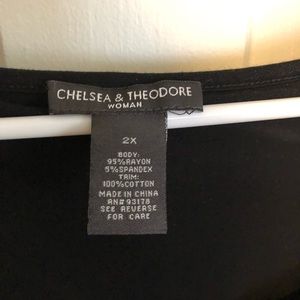 CHELSEA & THEODORE
WOMAN
2X
BODY:
95%RAYON
5%SPANDEX
TRIM:
100%COTTON
MADE IN CHINA
RN#93178
SEE REVERSE
FOR CARE